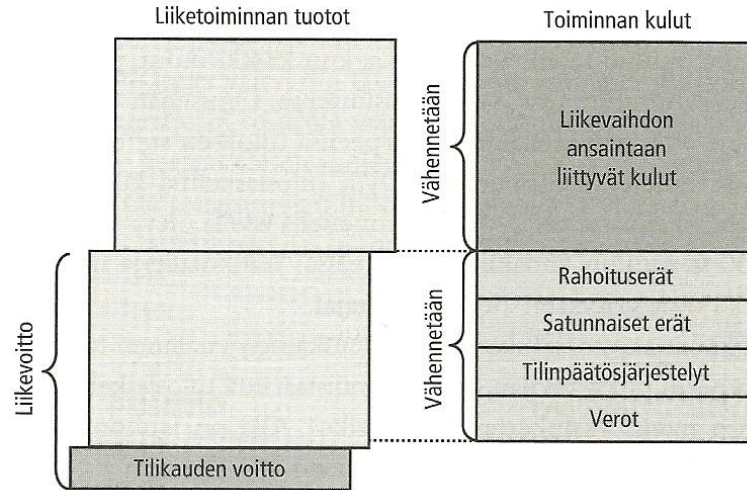 Liiketoiminnan tuotot
Toiminnan kulut
Vähennetään
Liikevaihdon
ansaintaan
liittyvät kulut
Liikevoitto
Vähennetään
Rahoituserät
Satunnaiset erät
Tilinpäätösjärjestelyt
Verot
Tilikauden voitto